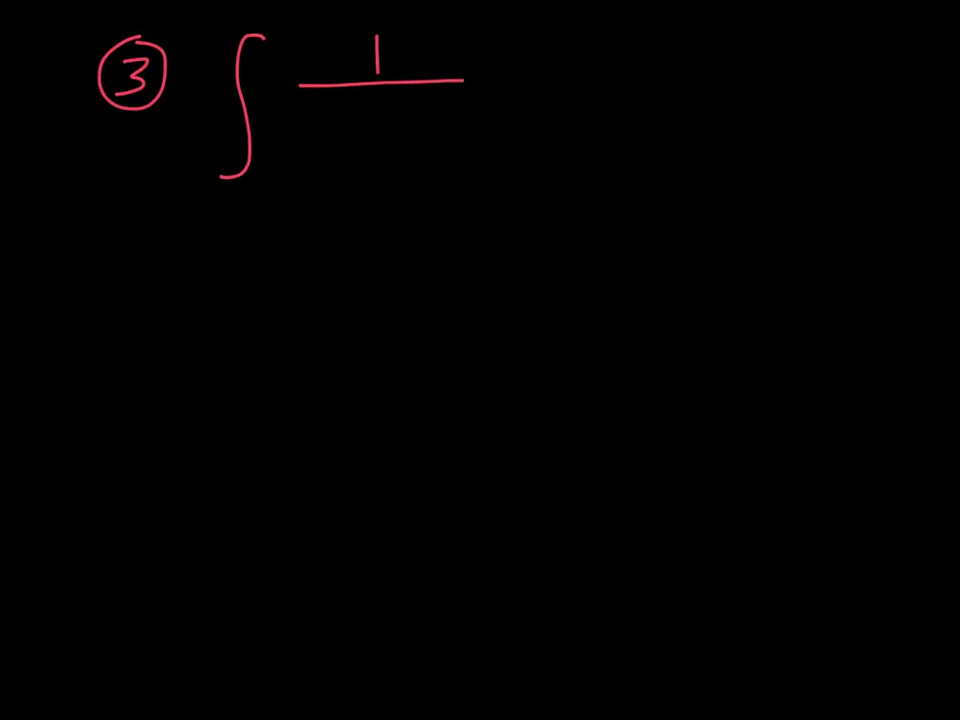 ③ ∫ 1/